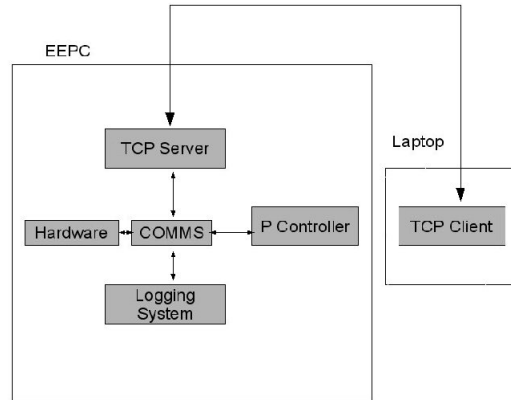 EEPC
TCP Server
Laptop
Hardware
COMMS
P Controller
TCP Client
Logging
System